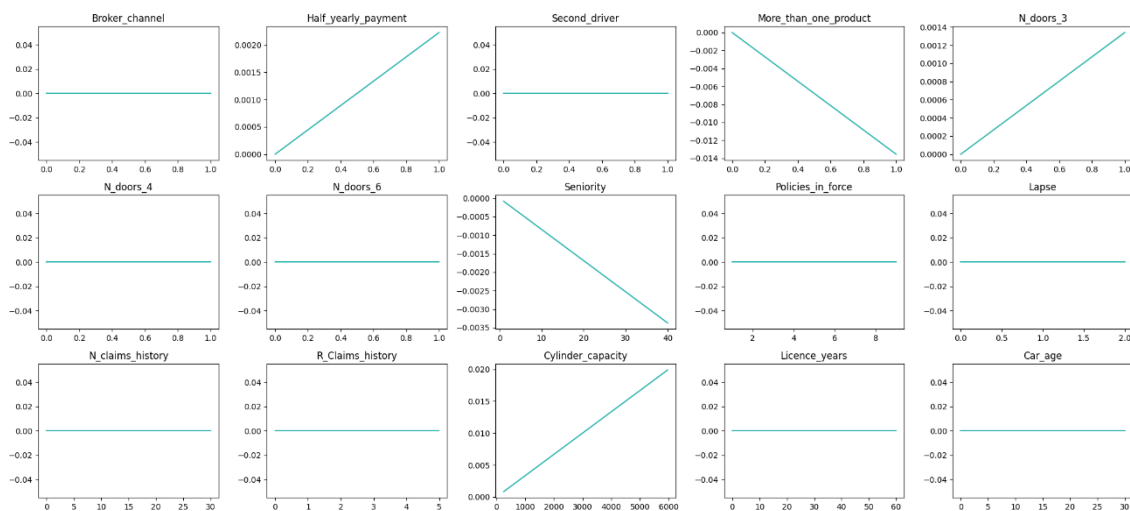 Broker_channel
0.04
0.02
0.00
−0.02
−0.04
0.0 0.2 0.4 0.6 0.8 1.0
Half_yearly_payment
0.0020
0.0015
0.0010
0.0005
0.0000
0.0 0.2 0.4 0.6 0.8 1.0
Second_driver
0.04
0.02
0.00
−0.02
−0.04
0.0 0.2 0.4 0.6 0.8 1.0
More_than_one_product
0.000
−0.002
−0.004
−0.006
−0.008
−0.010
−0.012
−0.014
0.0 0.2 0.4 0.6 0.8 1.0
N_doors_3
0.0014
0.0012
0.0010
0.0008
0.0006
0.0004
0.0002
0.0000
0.0 0.2 0.4 0.6 0.8 1.0
N_doors_4
0.04
0.02
0.00
−0.02
−0.04
0.0 0.2 0.4 0.6 0.8 1.0
N_doors_6
0.04
0.02
0.00
−0.02
−0.04
0.0 0.2 0.4 0.6 0.8 1.0
Seniority
0.0000
−0.0005
−0.0010
−0.0015
−0.0020
−0.0025
−0.0030
−0.0035
0 10 20 30 40
Policies_in_force
0.04
0.02
0.00
−0.02
−0.04
2 4 6 8
Lapse
0.04
0.02
0.00
−0.02
−0.04
0.0 0.5 1.0 1.5 2.0
N_claims_history
0.04
0.02
0.00
−0.02
−0.04
0 5 10 15 20 25 30
R_Claims_history
0.04
0.02
0.00
−0.02
−0.04
0 1 2 3 4 5
Cylinder_capacity
0.020
0.015
0.010
0.005
0.000
0 1000 2000 3000 4000 5000 6000
Licence_years
0.04
0.02
0.00
−0.02
−0.04
0 10 20 30 40 50 60
Car_age
0.04
0.02
0.00
−0.02
−0.04
0 5 10 15 20 25 30